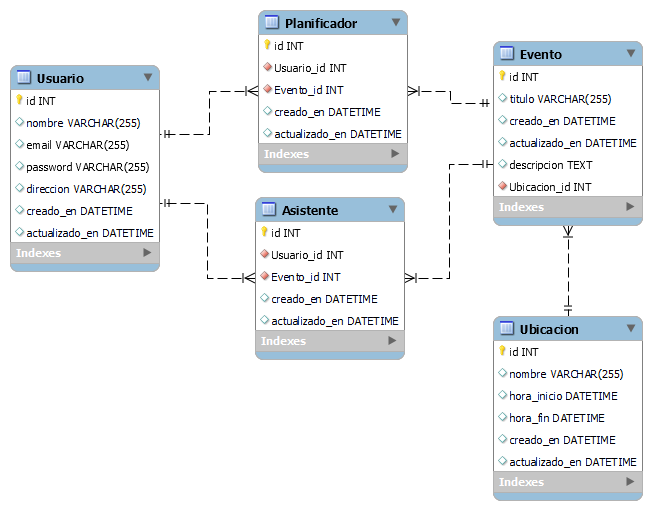 Usuario
id INT
nombre VARCHAR(255)
email VARCHAR(255)
password VARCHAR(255)
direccion VARCHAR(255)
creado_en DATETIME
actualizado_en DATETIME
Indexes
Planificador
id INT
Usuario_id INT
Evento_id INT
creado_en DATETIME
actualizado_en DATETIME
Indexes
Asistente
id INT
Usuario_id INT
Evento_id INT
creado_en DATETIME
actualizado_en DATETIME
Indexes
Evento
id INT
titulo VARCHAR(255)
creado_en DATETIME
actualizado_en DATETIME
descripcion TEXT
Ubicacion_id INT
Indexes
Ubicacion
id INT
nombre VARCHAR(255)
hora_inicio DATETIME
hora_fin DATETIME
creado_en DATETIME
actualizado_en DATETIME
Indexes